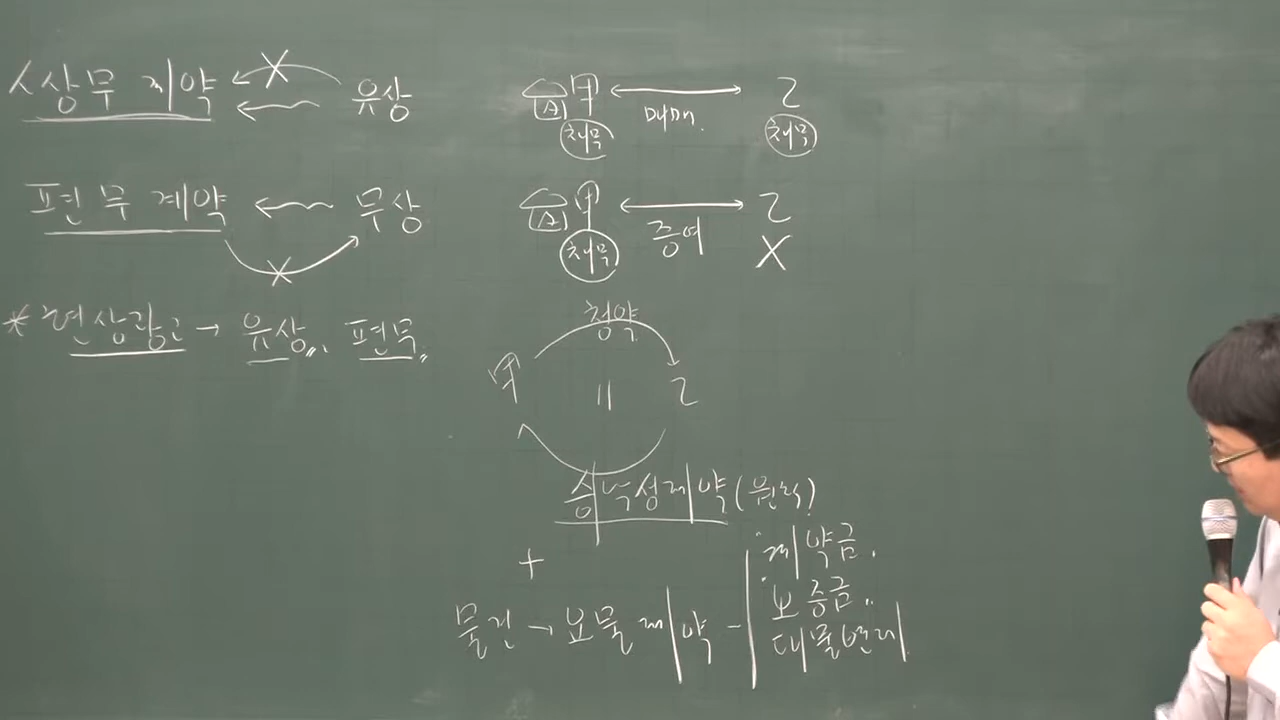 쌍무 계약 유상
편무 계약 무상
* 현상광고 → 유상,, 편무,,
甲 매매. 乙
채무 채무
甲 증여 乙
채무 X
청약
甲 || 乙
승낙성계약 (원칙)
+
물건 → 요물계약 - 계약금.
보증금..
대물변제